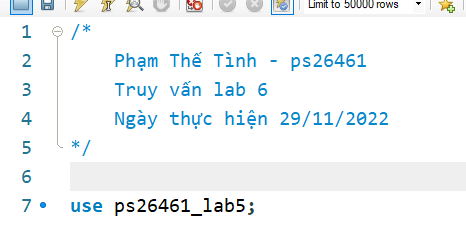 Limit to 50000 rows
1 /*
2 Phạm Thế Tình - ps26461
3 Truy vấn lab 6
4 Ngày thực hiện 29/11/2022
5 */
6
7 use ps26461_lab5;